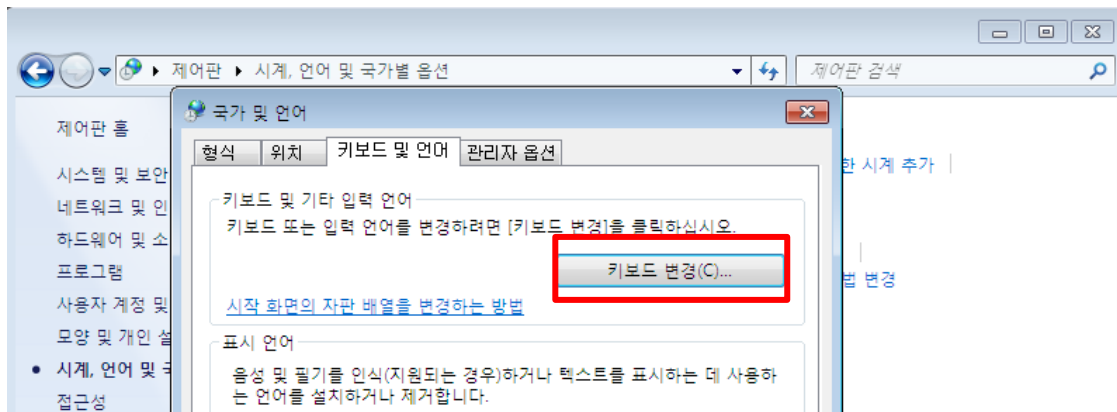 제어판 ▸ 시계, 언어 및 국가별 옵션
제어판 검색
제어판 홈
시스템 및 보안
네트워크 및 인
하드웨어 및 소
프로그램
사용자 계정 및
모양 및 개인 설
시계, 언어 및 국
접근성
국가 및 언어
형식 위치 키보드 및 언어 관리자 옵션
키보드 및 기타 입력 언어
키보드 또는 입력 언어를 변경하려면 [키보드 변경]을 클릭하십시오.
키보드 변경(C)...
시작 화면의 자판 배열을 변경하는 방법
표시 언어
음성 및 필기를 인식(지원되는 경우)하거나 텍스트를 표시하는 데 사용하
는 언어를 설치하거나 제거합니다.
한 시계 추가
법 변경